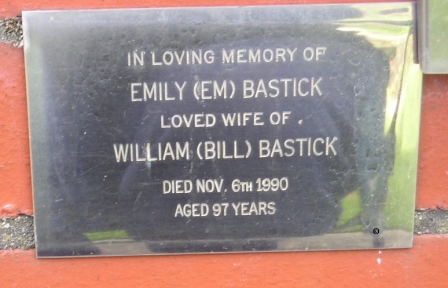 IN LOVING MEMORY OF
EMILY (EM) BASTICK
LOVED WIFE OF
WILLIAM (BILL) BASTICK
DIED NOV. 6TH 1990
AGED 97 YEARS